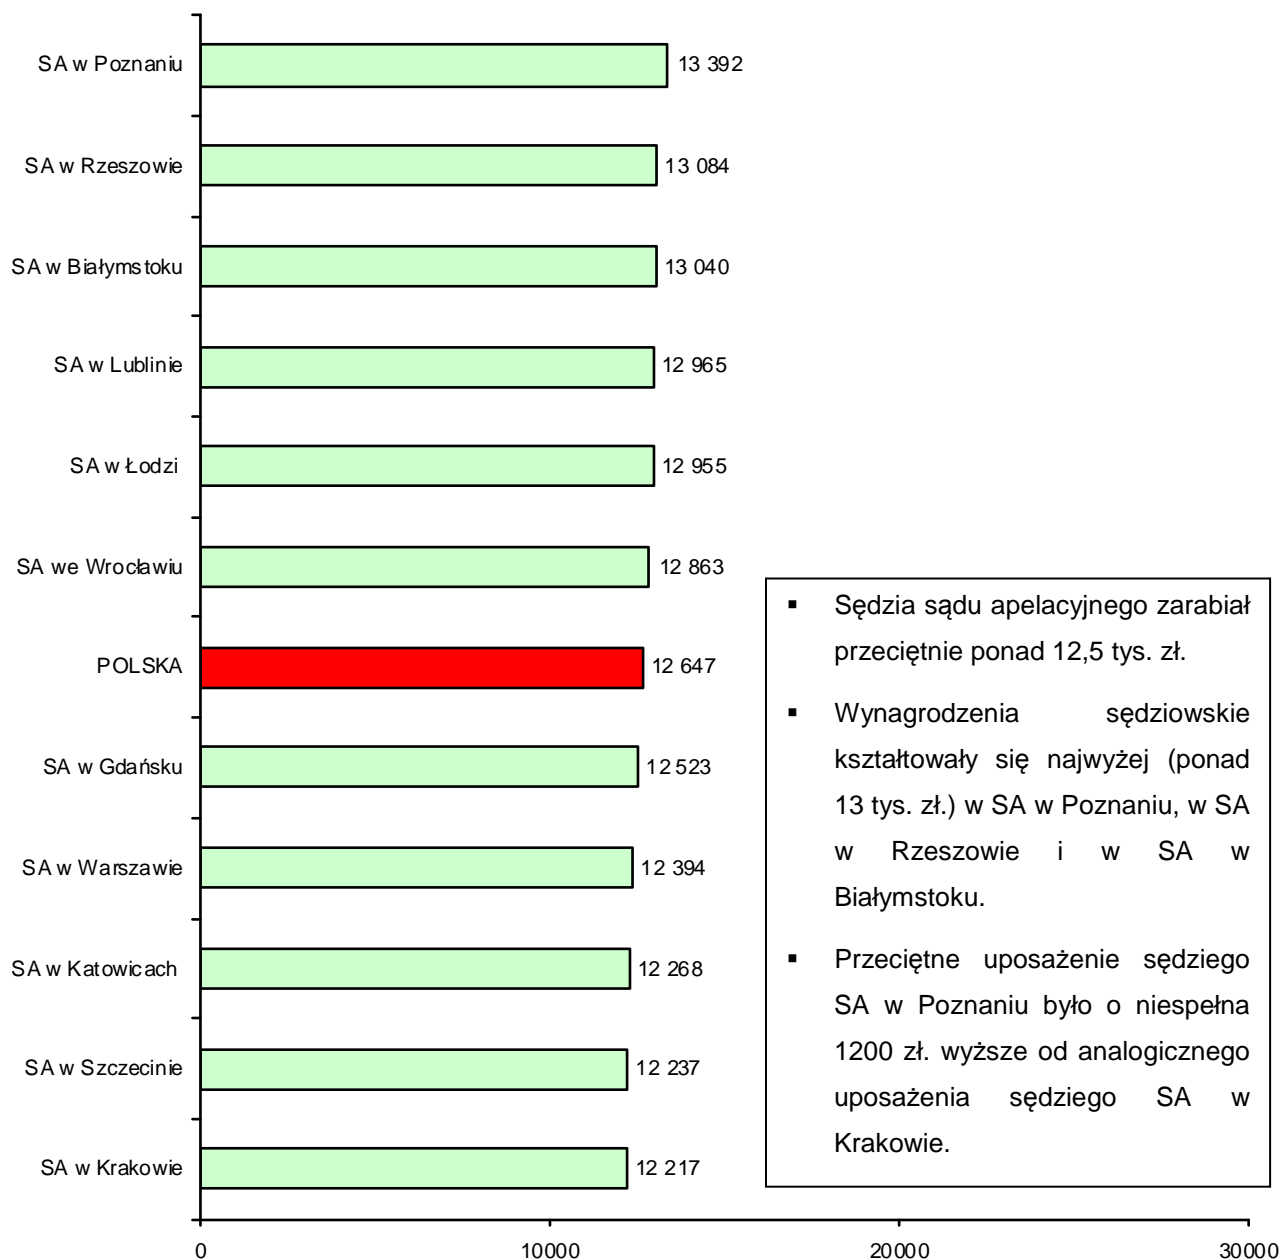 SA w Poznaniu 13 392
SA w Rzeszowie 13 084
SA w Białymstoku 13 040
SA w Lublinie 12 965
SA w Łodzi 12 955
SA we Wrocławiu 12 863
POLSKA 12 647
SA w Gdańsku 12 523
SA w Warszawie 12 394
SA w Katowicach 12 268
SA w Szczecinie 12 237
SA w Krakowie 12 217
0 10000 20000 30000
▪ Sędzia sądu apelacyjnego zarabiał
przeciętnie ponad 12,5 tys. zł.
▪ Wynagrodzenia sędziowskie
kształtowały się najwyżej (ponad
13 tys. zł.) w SA w Poznaniu, w SA
w Rzeszowie i w SA w
Białymstoku.
▪ Przeciętne uposażenie sędziego
SA w Poznaniu było o niespełna
1200 zł. wyższe od analogicznego
uposażenia sędziego SA w
Krakowie.